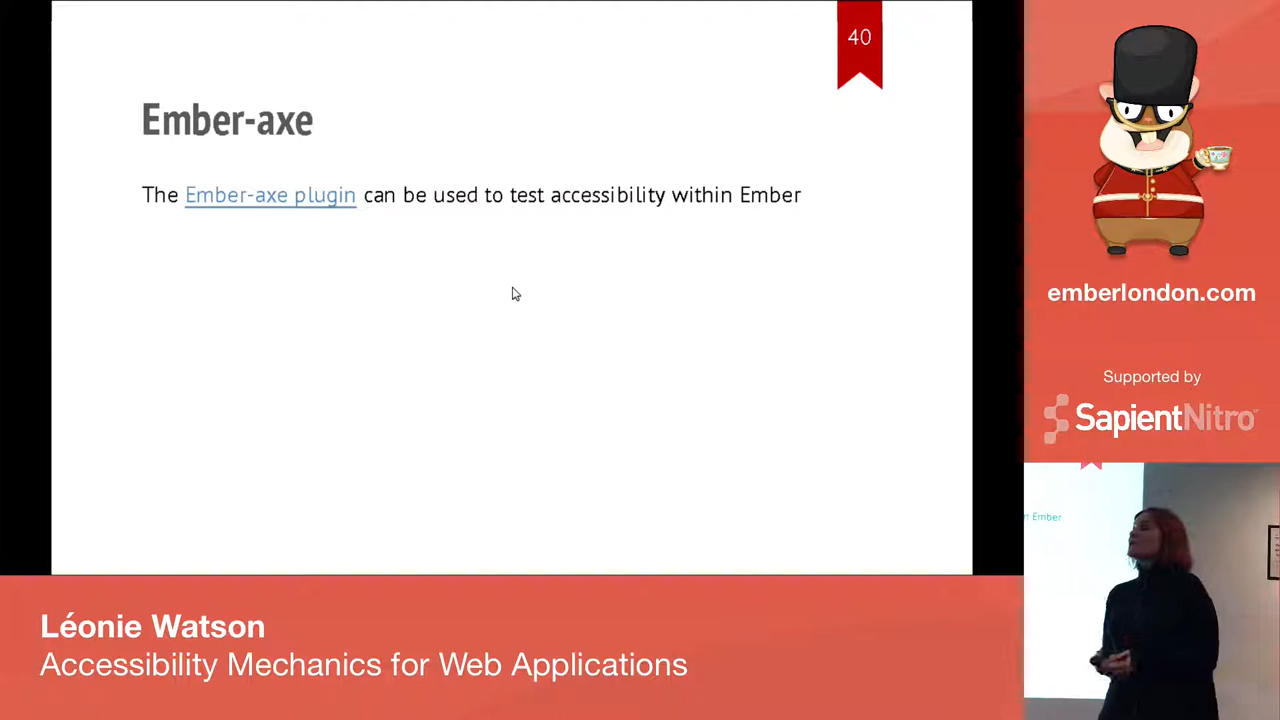 40
Ember-axe
The Ember-axe plugin can be used to test accessibility within Ember
emberlondon.com
Supported by
SapientNitro
Ember
Léonie Watson
Accessibility Mechanics for Web Applications